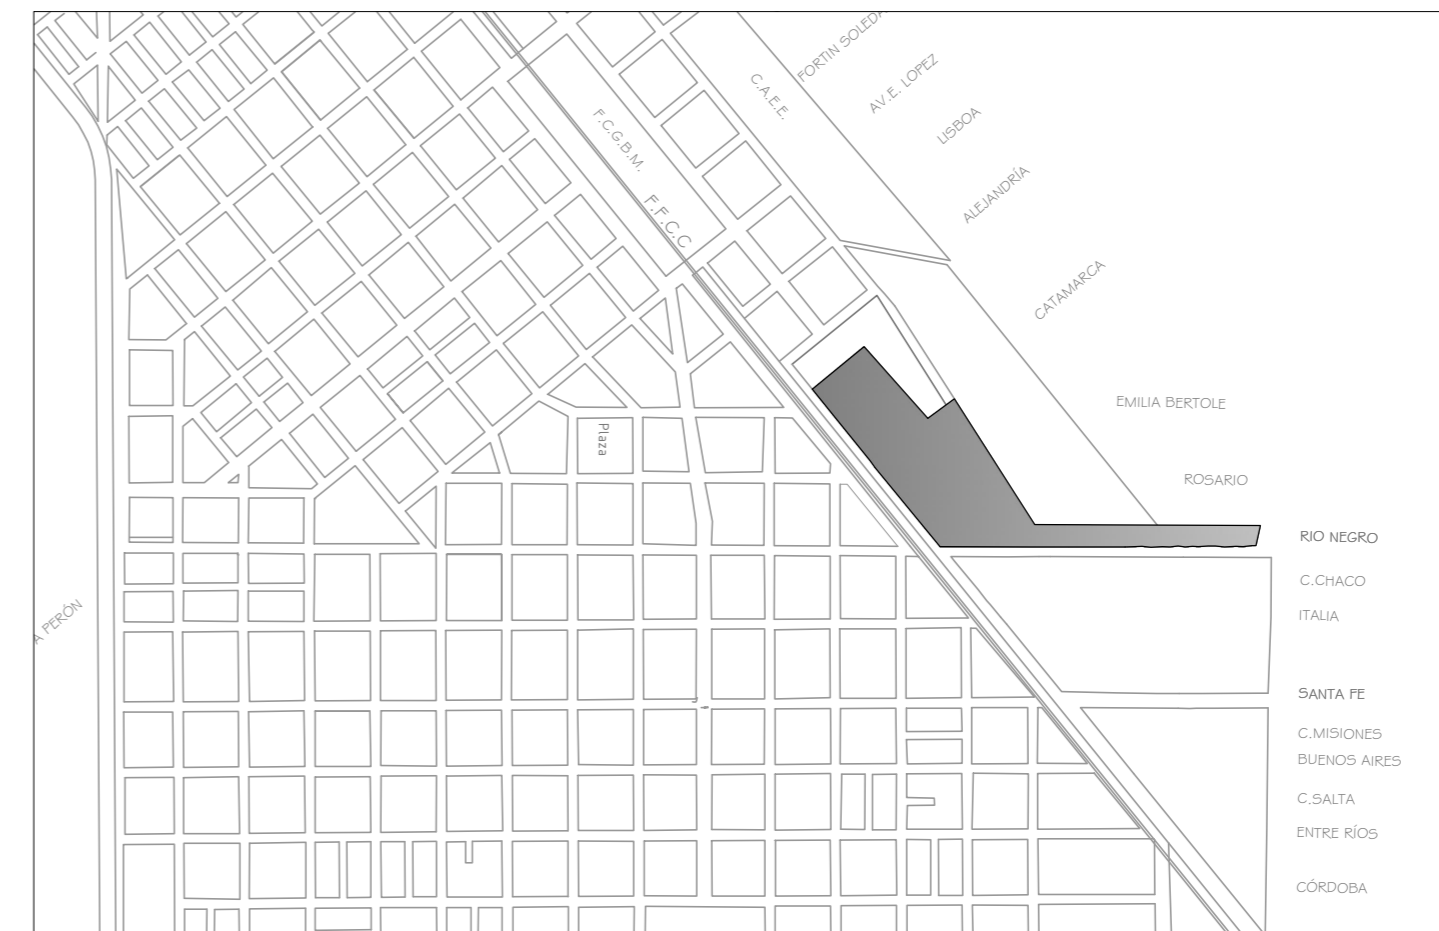 FORTIN SOLEDA
C.A.E.E.
AV.E. LOPEZ
F.C.G.B.M.
LISBOA
F.F.C.C
ALEJANDRÍA
CATAMARCA
EMILIA BERTOLE
Plaza
ROSARIO
RIO NEGRO
C.CHACO
A PERÓN
ITALIA
SANTA FE
C.MISIONES
BUENOS AIRES
C.SALTA
ENTRE RÍOS
CÓRDOBA